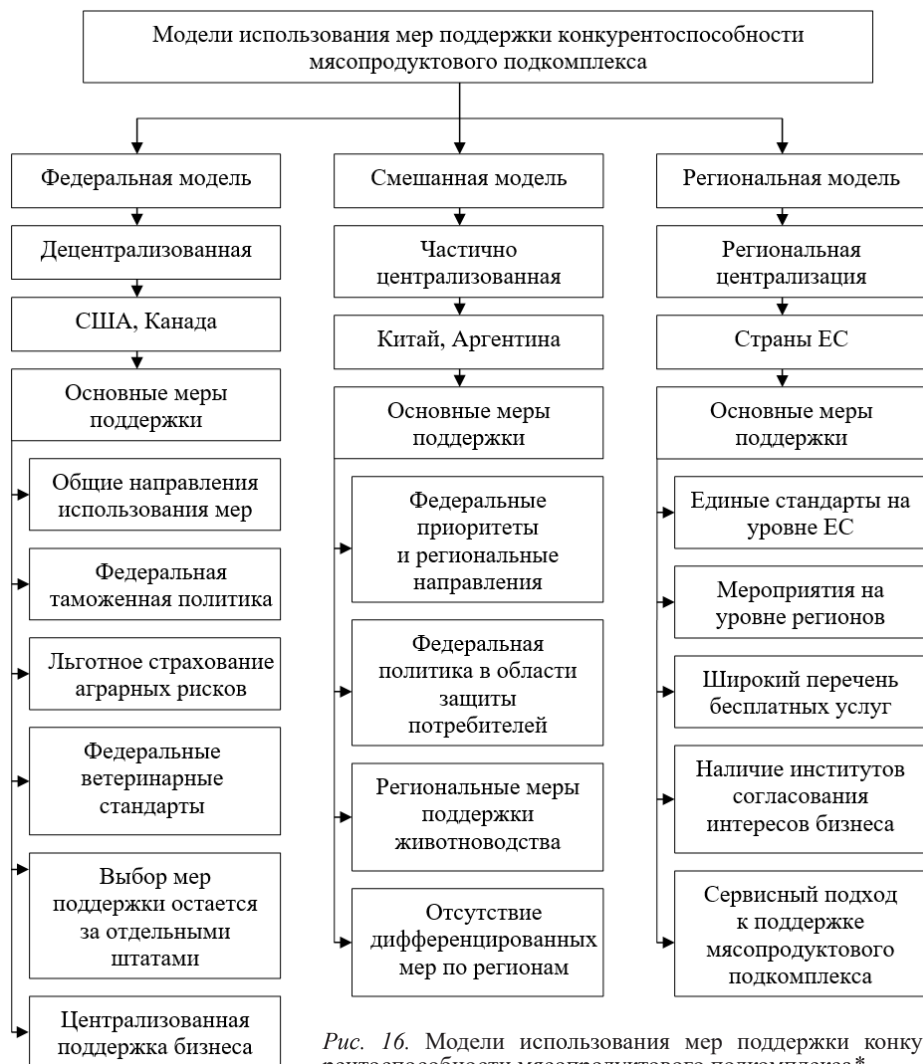 Модели использования мер поддержки конкурентоспособности
мясопродуктового подкомплекса
Федеральная модель
Смешанная модель
Региональная модель
Децентрализованная
Частично
централизованная
Региональная
централизация
США, Канада
Китай, Аргентина
Страны ЕС
Основные меры
поддержки
Основные меры
поддержки
Основные меры
поддержки
Общие направления
использования мер
Федеральная
таможенная политика
Льготное страхование
аграрных рисков
Федеральные
ветеринарные
стандарты
Выбор мер
поддержки остается
за отдельными
штатами
Централизованная
поддержка бизнеса
Федеральные
приоритеты
и региональные
направления
Федеральная
политика в области
защиты
потребителей
Региональные меры
поддержки
животноводства
Отсутствие
дифференцированных
мер по регионам
Единые стандарты на
уровне ЕС
Мероприятия на
уровне регионов
Широкий перечень
бесплатных услуг
Наличие институтов
согласования
интересов бизнеса
Сервисный подход
к поддержке
мясопродуктового
подкомплекса
Рис. 16. Модели использования мер поддержки конку
рентоспособности мясопродуктового подкомплекса*